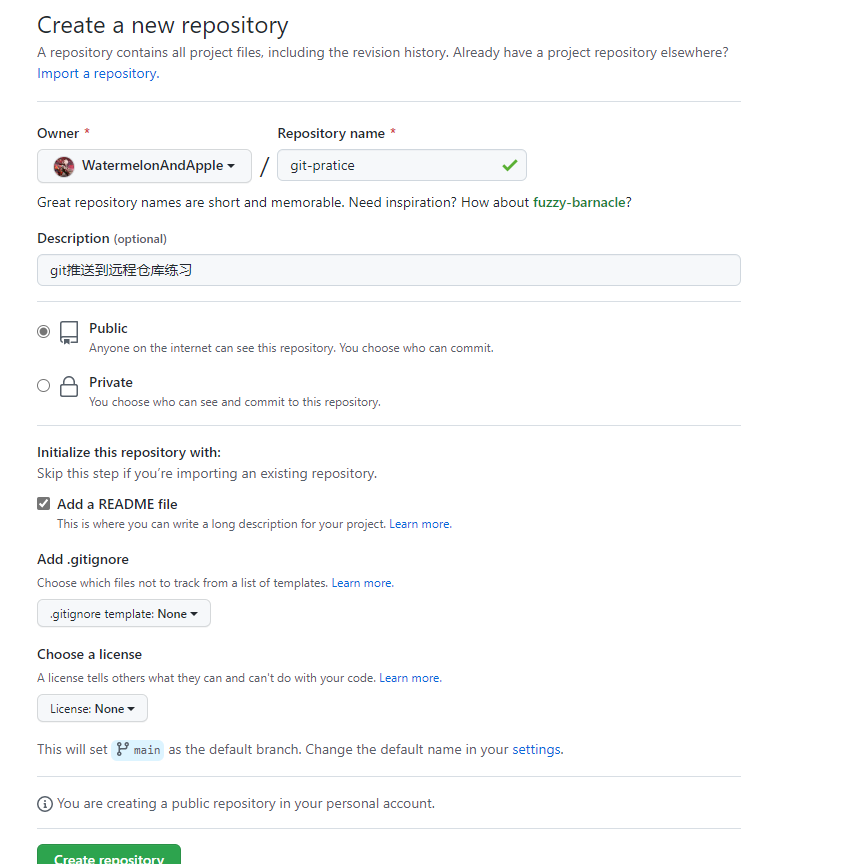 Create a new repository
A repository contains all project files, including the revision history. Already have a project repository elsewhere?
Import a repository.
Owner * Repository name *
WatermelonAndApple / git-pratice
Great repository names are short and memorable. Need inspiration? How about fuzzy-barnacle?
Description (optional)
git推送到远程仓库练习
Public
Anyone on the internet can see this repository. You choose who can commit.
Private
You choose who can see and commit to this repository.
Initialize this repository with:
Skip this step if you’re importing an existing repository.
Add a README file
This is where you can write a long description for your project. Learn more.
Add .gitignore
Choose which files not to track from a list of templates. Learn more.
.gitignore template: None
Choose a license
A license tells others what they can and can't do with your code. Learn more.
License: None
This will set main as the default branch. Change the default name in your settings.
You are creating a public repository in your personal account.
Create repository